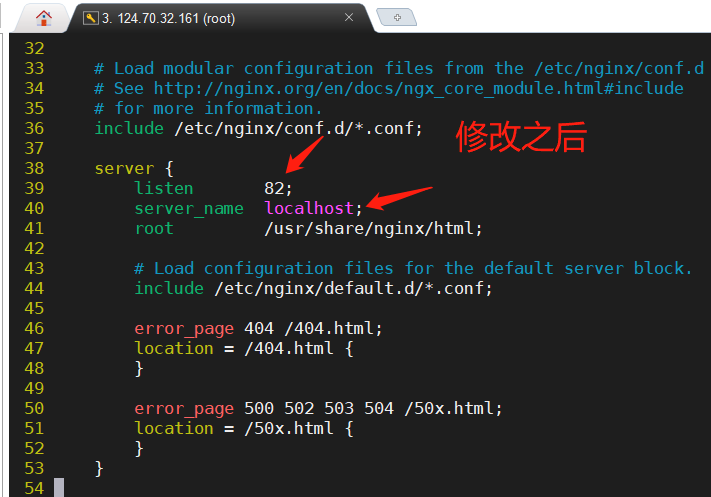 3. 124.70.32.161 (root)
32
33 # Load modular configuration files from the /etc/nginx/conf.d
34 # See http://nginx.org/en/docs/ngx_core_module.html#include
35 # for more information.
36 include /etc/nginx/conf.d/*.conf;
修改之后
37
38 server {
39 listen 82;
40 server_name localhost;
41 root /usr/share/nginx/html;
42
43 # Load configuration files for the default server block.
44 include /etc/nginx/default.d/*.conf;
45
46 error_page 404 /404.html;
47 location = /404.html {
48 }
49
50 error_page 500 502 503 504 /50x.html;
51 location = /50x.html {
52 }
53 }
54